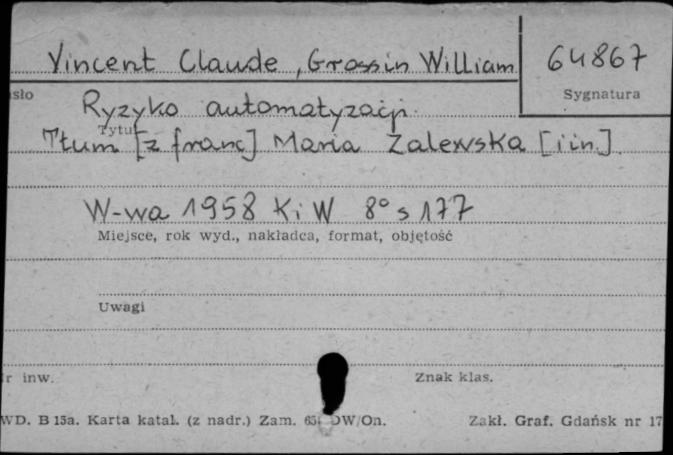 Vincent Claude, Grossin William 64867
sło Sygnatura
Ryzyko automatyzacji
Tytuł
Tłum [z franc] Maria Zalewska [i in.]
W-wa 1958 KiW 8° s 177
Miejsce, rok wyd., nakładca, format, objętość
Uwagi
r inw. Znak klas.
WD. B 15a. Karta katal. (z nadr.) Zam. DW/On. Zakł. Graf. Gdańsk nr 17